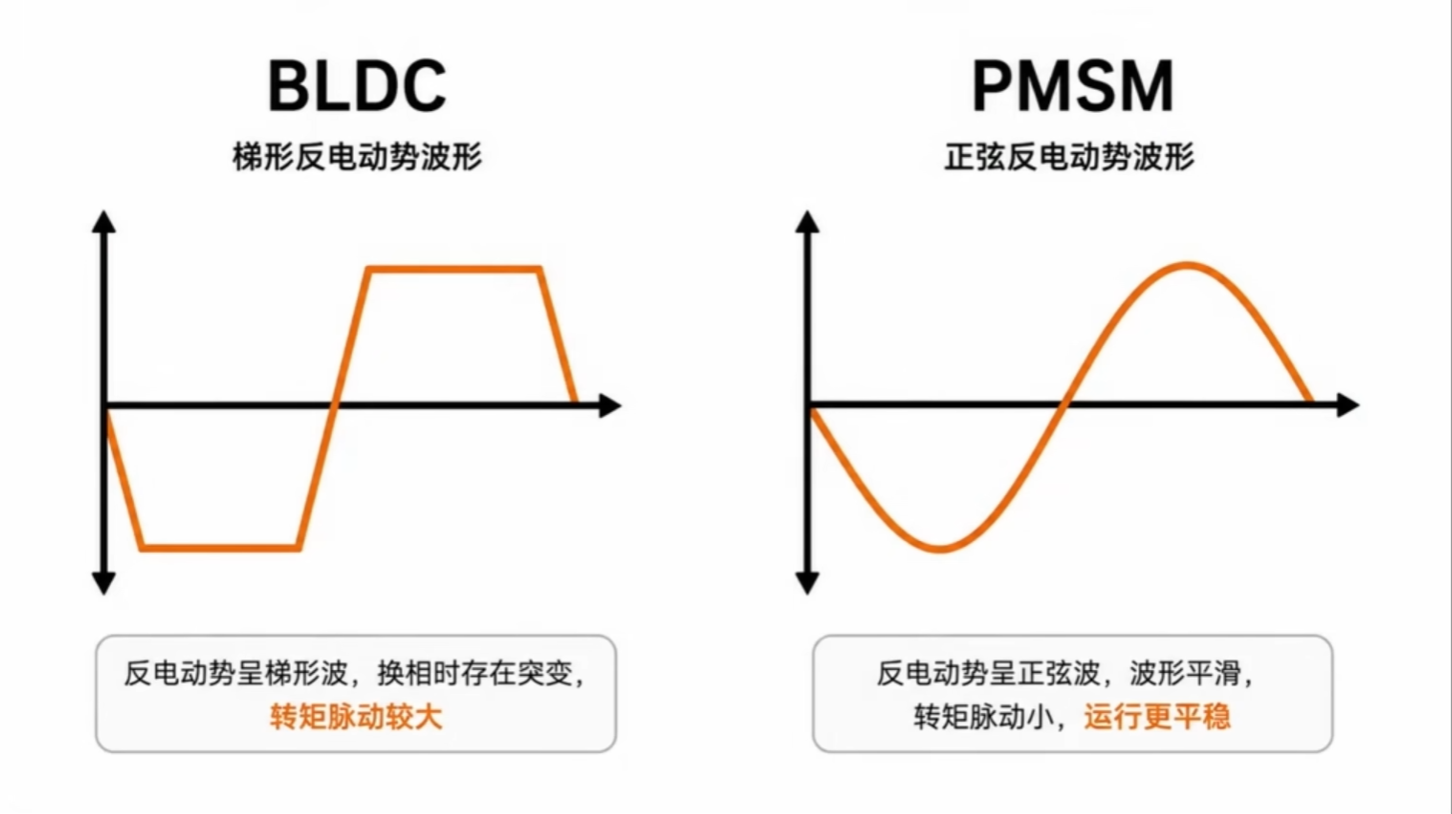 BLDC
梯形反电动势波形
反电动势呈梯形波，换相时存在突变，
转矩脉动较大
PMSM
正弦反电动势波形
反电动势呈正弦波，波形平滑，
转矩脉动小，运行更平稳